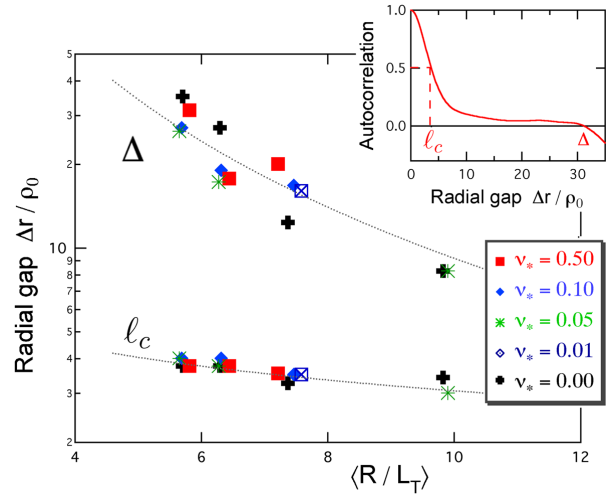 Autocorrelation
1.0
0.5
0.0
ℓc
Δ
0
10
20
30
Radial gap Δr / ρ0
Radial gap Δr / ρ0
5
4
3
2
10
9
8
7
6
5
4
3
2
Δ
ℓc
ν* = 0.50
ν* = 0.10
ν* = 0.05
ν* = 0.01
ν* = 0.00
4
6
8
10
12
⟨R / LT⟩